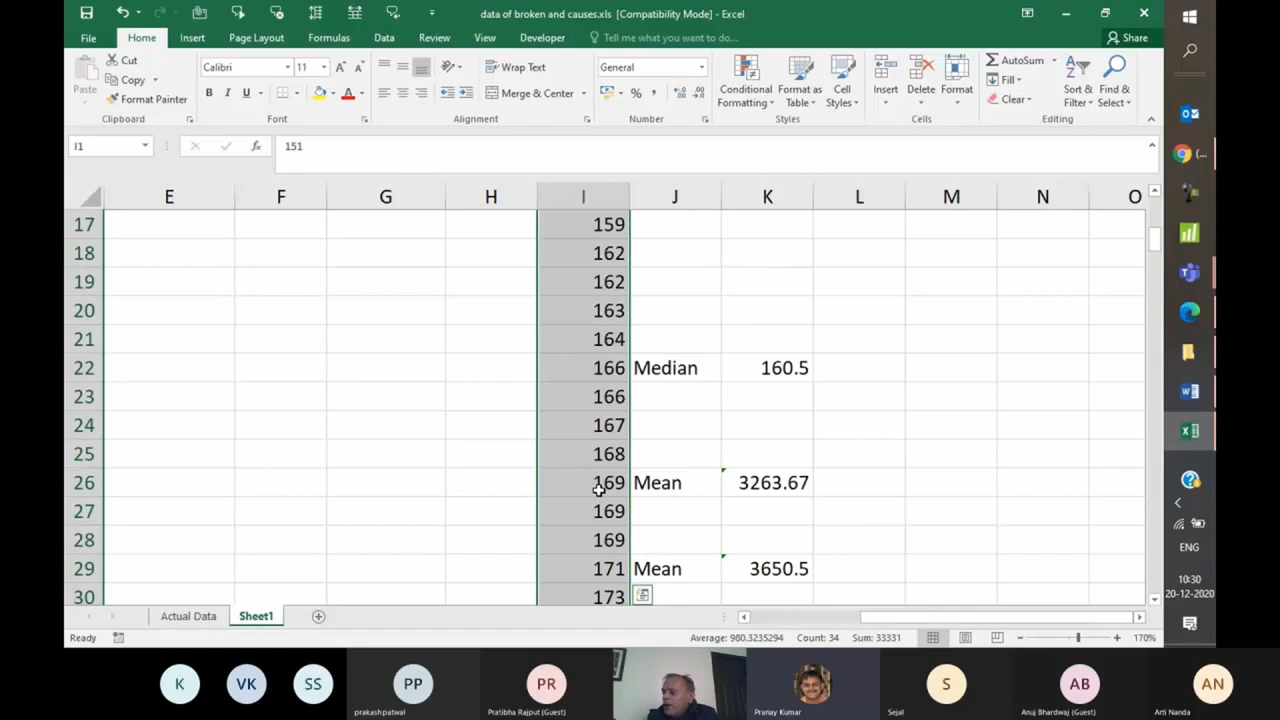 data of broken and causes.xls [Compatibility Mode] - Excel
File Home Insert Page Layout Formulas Data Review View Developer Tell me what you want to do... Share
Cut
Copy
Format Painter
Paste
Clipboard
Calibri 11
B I U
Font
Wrap Text
Merge & Center
Alignment
General
Number
Conditional Formatting
Format as Table
Cell Styles
Styles
Insert Delete Format
Cells
AutoSum
Fill
Clear
Sort & Filter
Find & Select
Editing
I1 fx 151
E F G H I J K L M N O
17 159
18 162
19 162
20 163
21 164
22 166 Median 160.5
23 166
24 167
25 168
26 169 Mean 3263.67
27 169
28 169
29 171 Mean 3650.5
30 173
Actual Data Sheet1
Ready Average: 980.3235294 Count: 34 Sum: 33331 170%
ENG
10:30
20-12-2020
K VK SS PP PR S AB AN
prakash patwal Pratibha Rajput (Guest) Pranay Kumar Sejal Anuj Bhardwaj (Guest) Arti Nanda